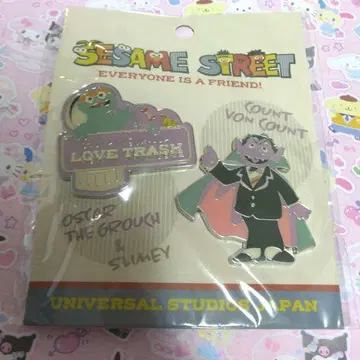 SESAME STREET
EVERYONE IS A FRIEND!
COUNT
VON COUNT
LOVE TRASH
OSCAR
THE GROUCH
&
SLIMEY
UNIVERSAL STUDIOS JAPAN